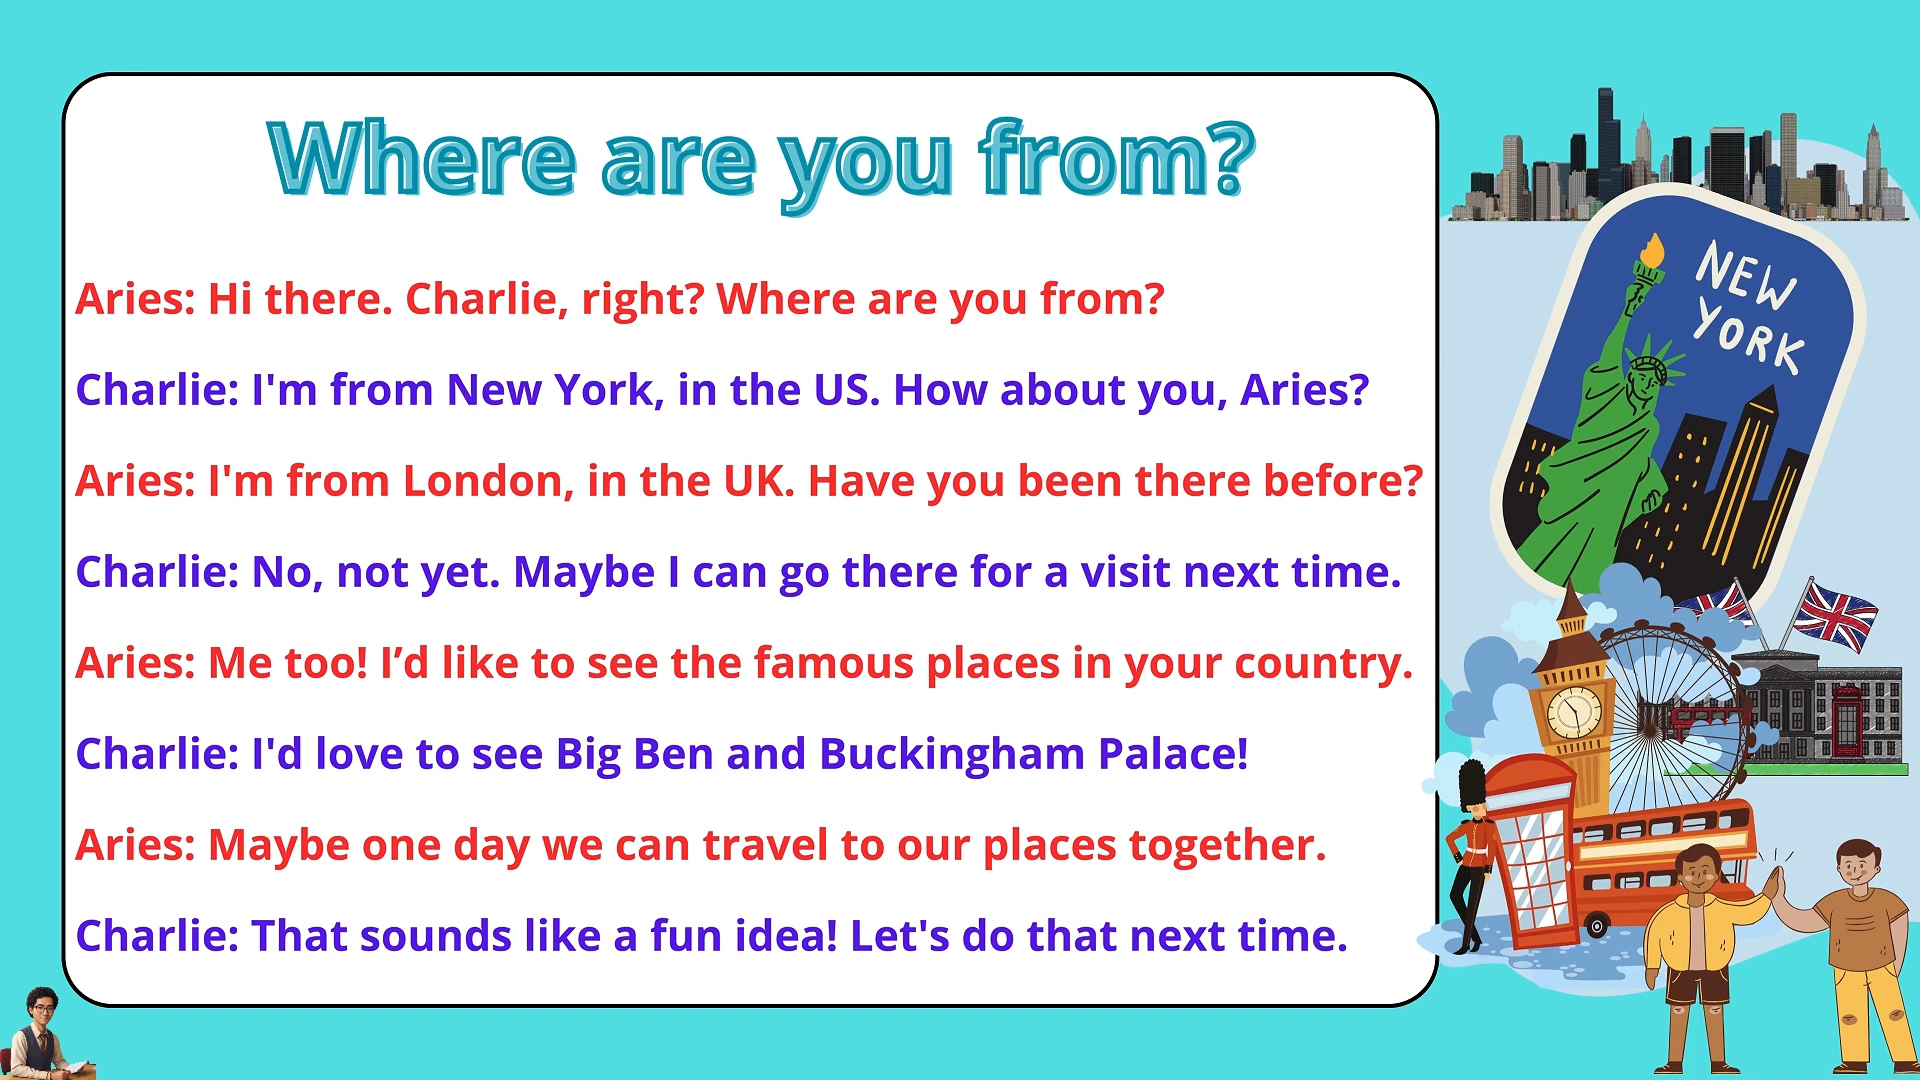 Where are you from?
Aries: Hi there. Charlie, right? Where are you from?
Charlie: I'm from New York, in the US. How about you, Aries?
Aries: I'm from London, in the UK. Have you been there before?
Charlie: No, not yet. Maybe I can go there for a visit next time.
Aries: Me too! I’d like to see the famous places in your country.
Charlie: I'd love to see Big Ben and Buckingham Palace!
Aries: Maybe one day we can travel to our places together.
Charlie: That sounds like a fun idea! Let's do that next time.
NEW
YORK